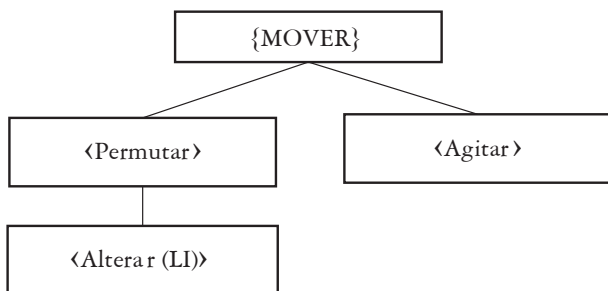 {MOVER}
‹Permutar›
‹Agitar›
‹Alterar (LI)›